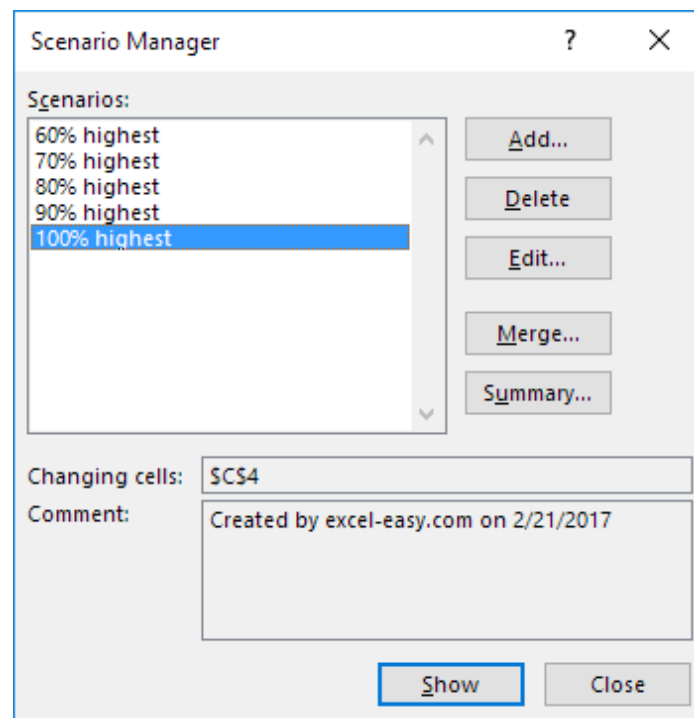 Scenario Manager ?
Scenarios:
60% highest
70% highest
80% highest
90% highest
100% highest
Add...
Delete
Edit...
Merge...
Summary...
Changing cells: $C$4
Comment: Created by excel-easy.com on 2/21/2017
Show Close